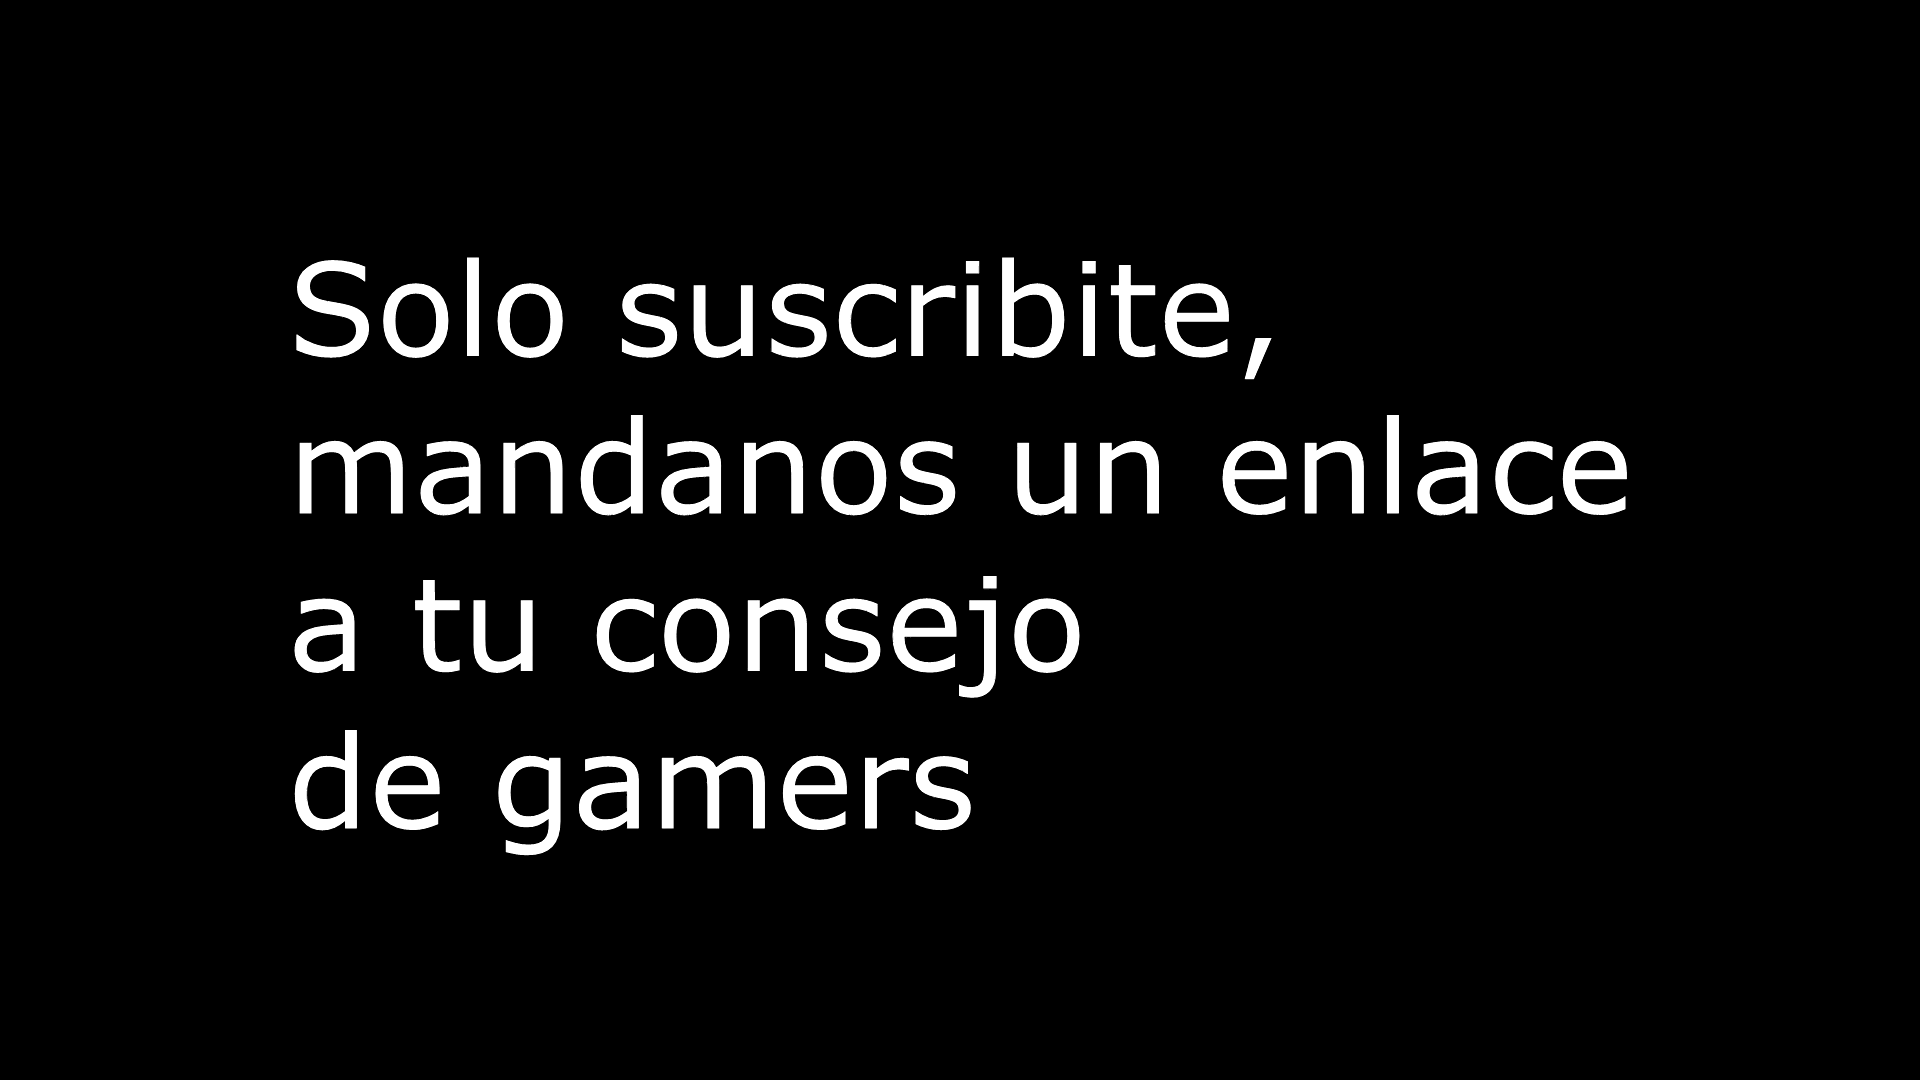 Solo suscribite,
mandanos un enlace
a tu consejo
de gamers